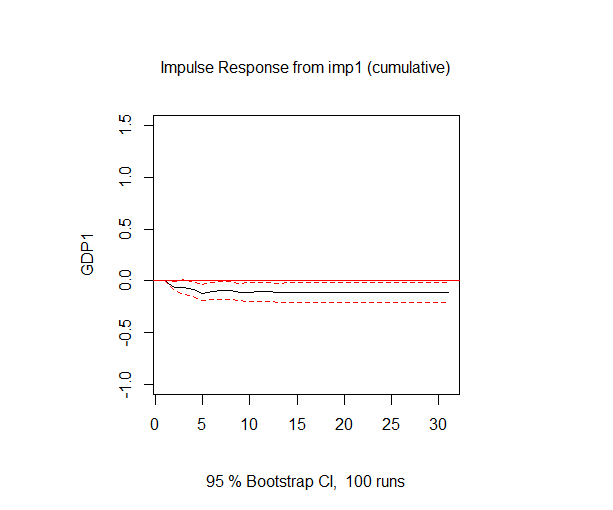 Impulse Response from imp1 (cumulative)
1.5
1.0
0.5
0.0
-0.5
-1.0
GDP1
0 5 10 15 20 25 30
95 % Bootstrap CI,  100 runs